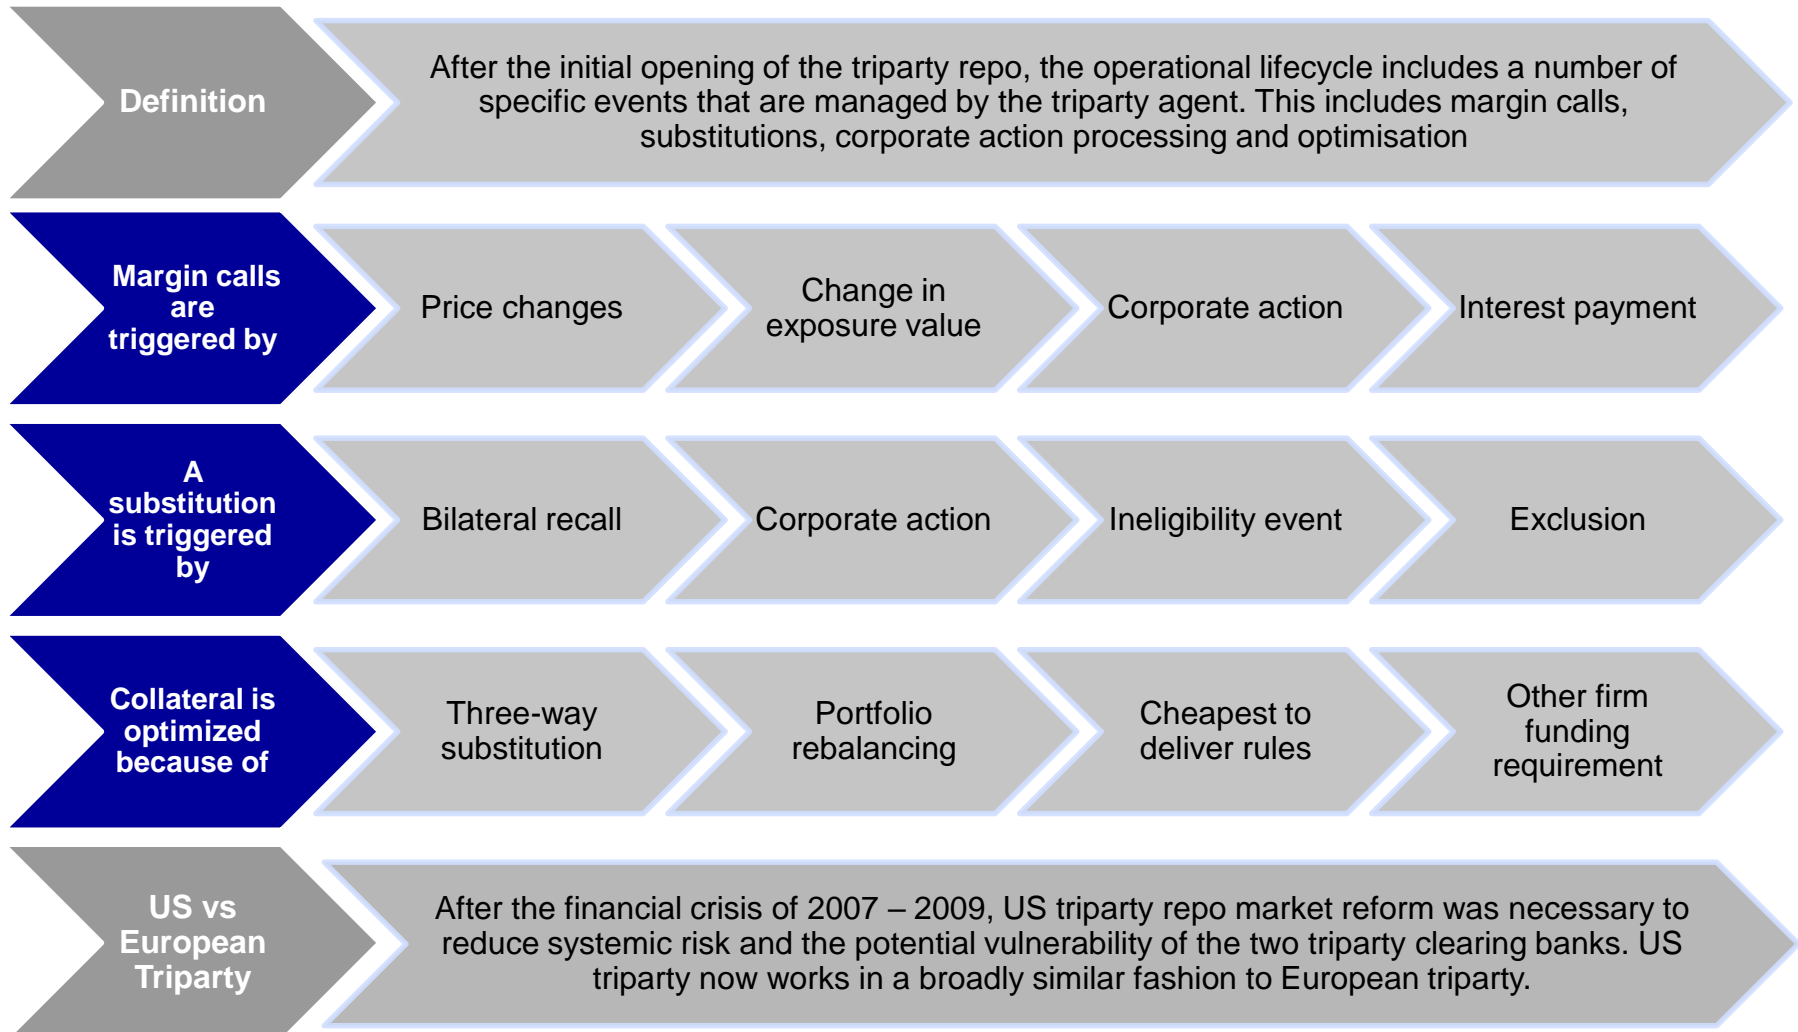 Definition
After the initial opening of the triparty repo, the operational lifecycle includes a number of
specific events that are managed by the triparty agent. This includes margin calls,
substitutions, corporate action processing and optimisation
Margin calls
are
triggered by
Price changes
Change in
exposure value
Corporate action
Interest payment
A
substitution
is triggered
by
Bilateral recall
Corporate action
Ineligibility event
Exclusion
Collateral is
optimized
because of
Three-way
substitution
Portfolio
rebalancing
Cheapest to
deliver rules
Other firm
funding
requirement
US vs
European
Triparty
After the financial crisis of 2007 – 2009, US triparty repo market reform was necessary to
reduce systemic risk and the potential vulnerability of the two triparty clearing banks. US
triparty now works in a broadly similar fashion to European triparty.